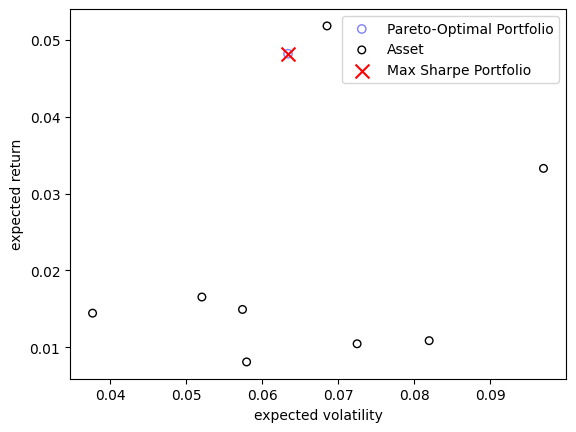 0.05
0.04
0.03
0.02
0.01
expected return
0.04 0.05 0.06 0.07 0.08 0.09
expected volatility
Pareto-Optimal Portfolio
Asset
Max Sharpe Portfolio